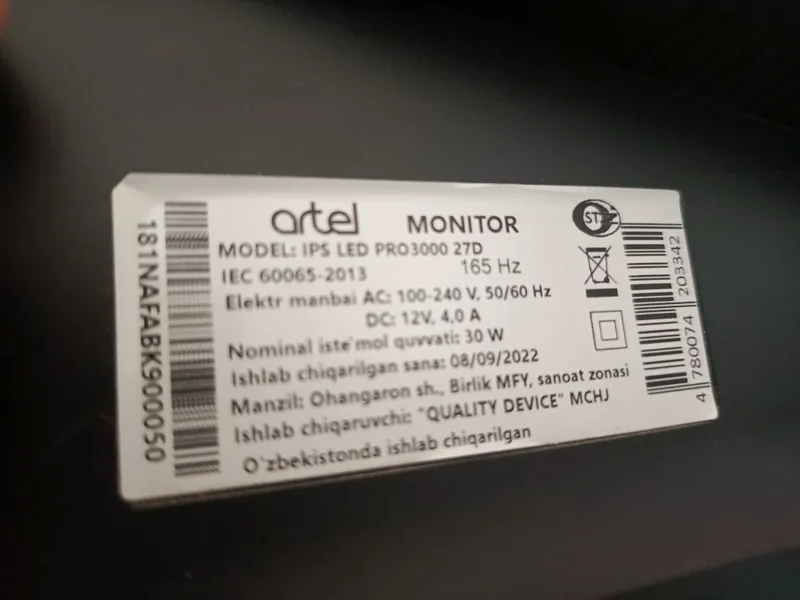 artel MONITOR
MODEL: IPS LED PRO3000 27D
IEC 60065-2013 165 Hz
Elektr manbai AC: 100-240 V, 50/60 Hz
DC: 12V, 4,0 A
Nominal iste'mol quvvati: 30 W
Ishlab chiqarilgan sana: 08/09/2022
Manzil: Ohangaron sh., Birlik MFY, sanoat zonasi
Ishlab chiqaruvchi: "QUALITY DEVICE" MCHJ
O'zbekistonda ishlab chiqarilgan
181NAFABK900050
4 780074 203342